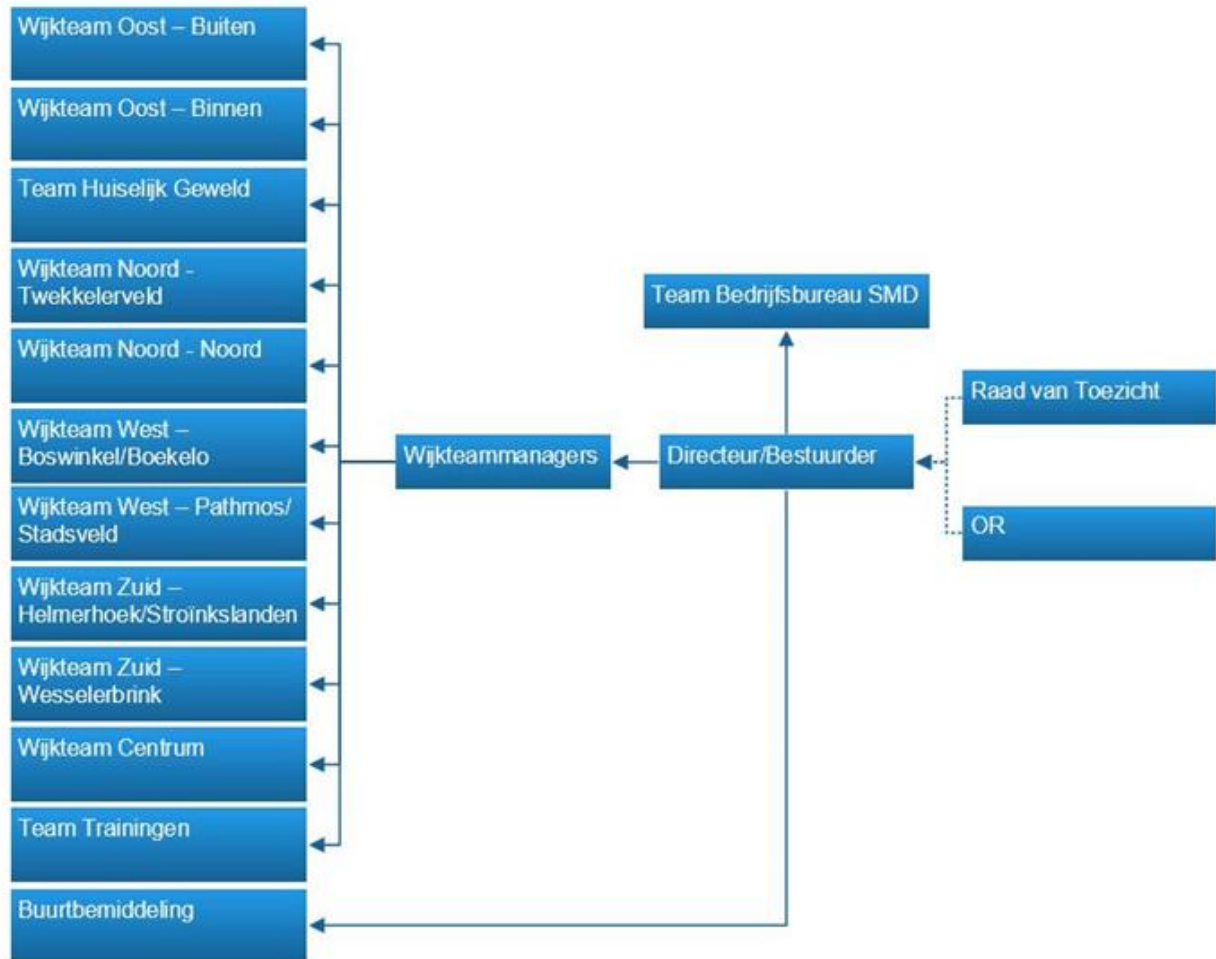 Wijkteam Oost – Buiten
Wijkteam Oost – Binnen
Team Huiselijk Geweld
Wijkteam Noord -
Twekkelerveld
Wijkteam Noord - Noord
Wijkteam West –
Boswinkel/Boekelo
Wijkteam West – Pathmos/
Stadsveld
Wijkteam Zuid –
Helmerhoek/Stroïnkslanden
Wijkteam Zuid –
Wesselerbrink
Wijkteam Centrum
Team Trainingen
Buurtbemiddeling
Wijkteammanagers
Team Bedrijfsbureau SMD
Directeur/Bestuurder
Raad van Toezicht
OR